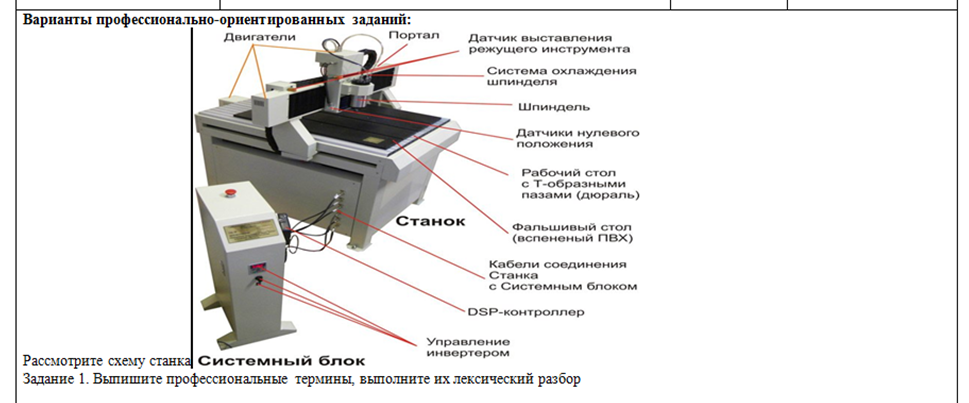 Варианты профессионально-ориентированных заданий:
Двигатели
Портал
Датчик выставления
режущего инструмента
Система охлаждения
шпинделя
Шпиндель
Датчики нулевого
положения
Рабочий стол
с Т-образными
пазами (дюраль)
Станок
Фальшивый стол
(вспененый ПВХ)
Кабели соединения
Станка
с Системным блоком
DSP-контроллер
Управление
инвертером
Рассмотрите схему станка Системный блок
Задание 1. Выпишите профессиональные термины, выполните их лексический разбор